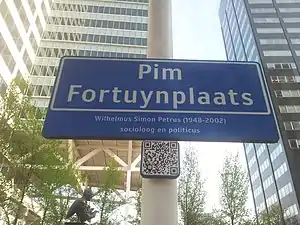 Pim
Fortuynplaats
Wilhelmus Simon Petrus (1948-2002)
socioloog en politicus